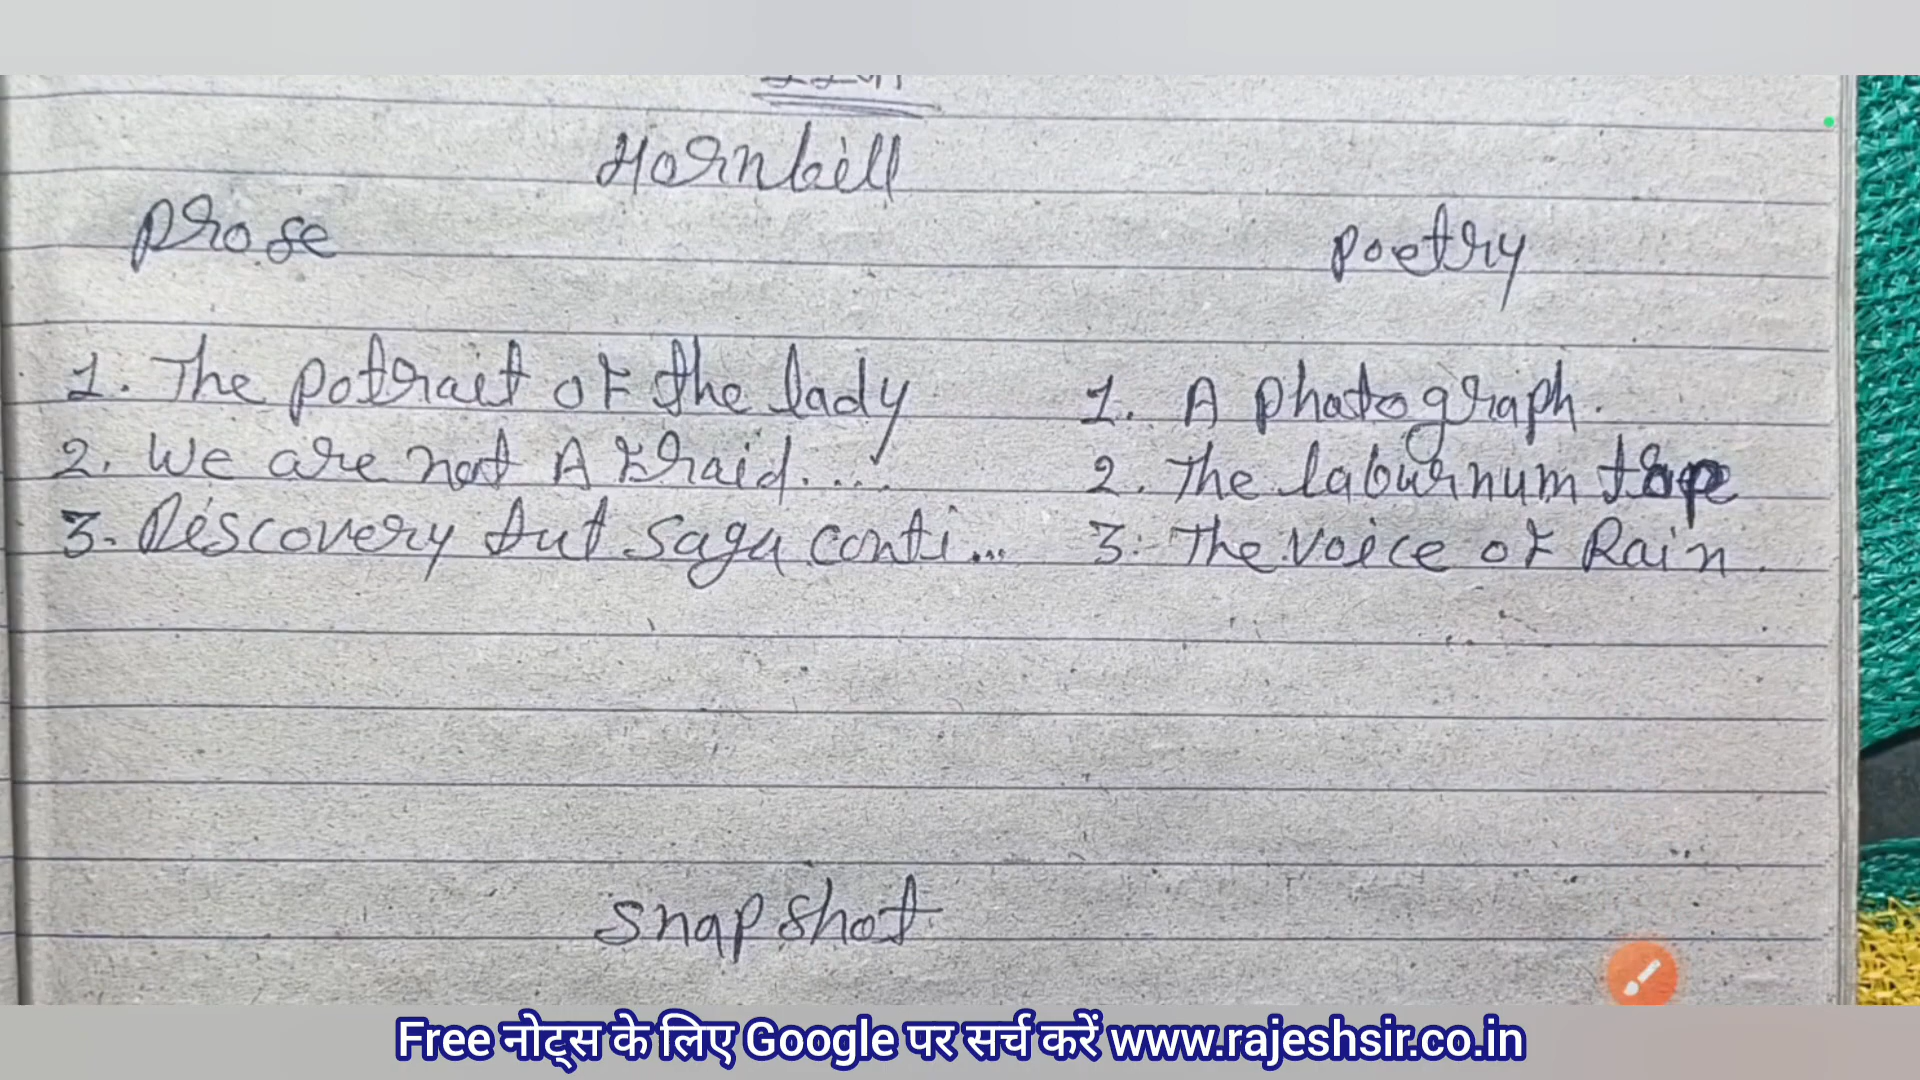 Hornbill
Prose
Poetry
1. The potrait of the lady
2. We are not Afraid....
3. Discovery tut saga conti...
1. A photograph.
2. The laburnum top
3. The voice of Rain
snapshot
Free नोट्स के लिए Google पर सर्च करें www.rajeshsir.co.in